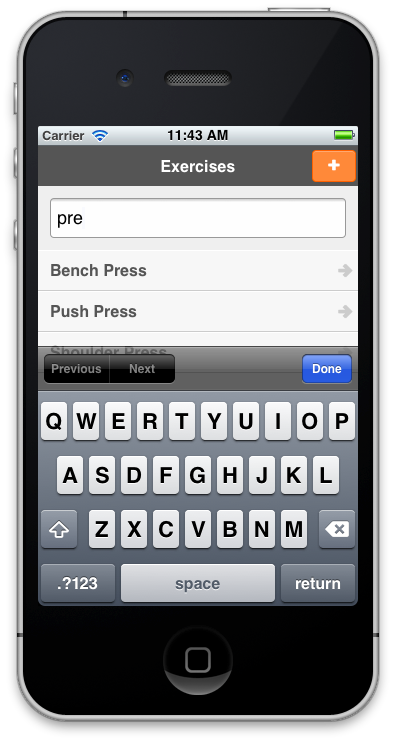 Carrier 11:43 AM
Exercises +
pre
Bench Press
Push Press
Shoulder Press
Previous Next Done
Q W E R T Y U I O P
A S D F G H J K L
Z X C V B N M
.?123 space return